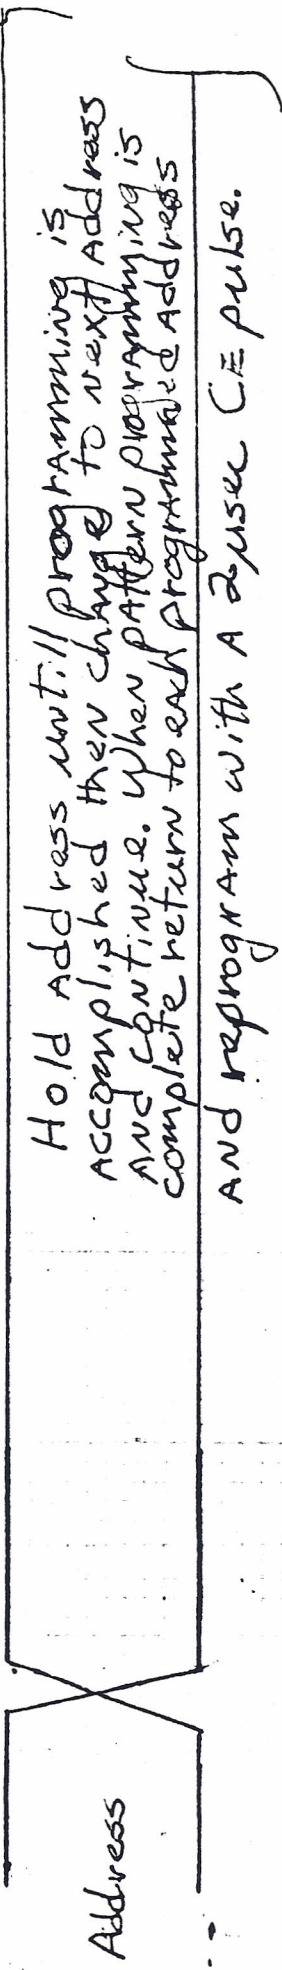 Address
Hold Address untill programming is
accomplished then change to next Address
and continue. When pattern programming is
complete return to each programmed Address
and reprogram with a 2µsec CE pulse.